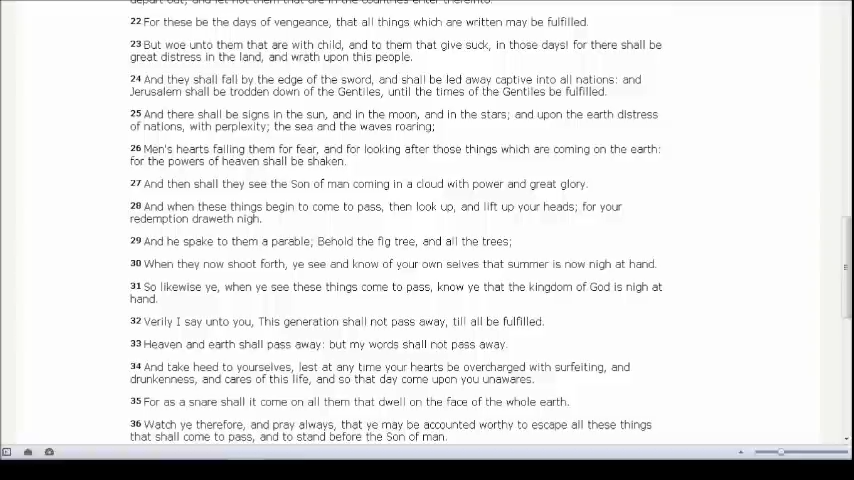 depart out; and let not them that are in the countries enter thereinto.
22 For these be the days of vengeance, that all things which are written may be fulfilled.
23 But woe unto them that are with child, and to them that give suck, in those days! for there shall be
great distress in the land, and wrath upon this people.
24 And they shall fall by the edge of the sword, and shall be led away captive into all nations: and
Jerusalem shall be trodden down of the Gentiles, until the times of the Gentiles be fulfilled.
25 And there shall be signs in the sun, and in the moon, and in the stars; and upon the earth distress
of nations, with perplexity; the sea and the waves roaring;
26 Men's hearts failing them for fear, and for looking after those things which are coming on the earth:
for the powers of heaven shall be shaken.
27 And then shall they see the Son of man coming in a cloud with power and great glory.
28 And when these things begin to come to pass, then look up, and lift up your heads; for your
redemption draweth nigh.
29 And he spake to them a parable; Behold the fig tree, and all the trees;
30 When they now shoot forth, ye see and know of your own selves that summer is now nigh at hand.
31 So likewise ye, when ye see these things come to pass, know ye that the kingdom of God is nigh at
hand.
32 Verily I say unto you, This generation shall not pass away, till all be fulfilled.
33 Heaven and earth shall pass away: but my words shall not pass away.
34 And take heed to yourselves, lest at any time your hearts be overcharged with surfeiting, and
drunkenness, and cares of this life, and so that day come upon you unawares.
35 For as a snare shall it come on all them that dwell on the face of the whole earth.
36 Watch ye therefore, and pray always, that ye may be accounted worthy to escape all these things
that shall come to pass, and to stand before the Son of man.